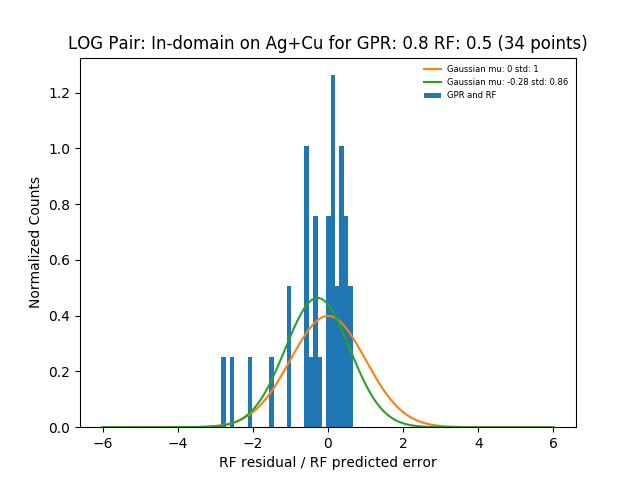 LOG Pair: In-domain on Ag+Cu for GPR: 0.8 RF: 0.5 (34 points)
Gaussian mu: 0 std: 1
Gaussian mu: -0.28 std: 0.86
GPR and RF
Normalized Counts
1.2
1.0
0.8
0.6
0.4
0.2
0.0
−6 −4 −2 0 2 4 6
RF residual / RF predicted error